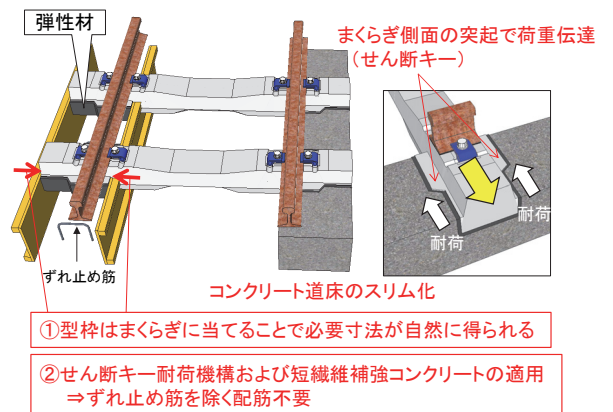 弾性材
まくらぎ側面の突起で荷重伝達
（せん断キー）
耐荷
耐荷
ずれ止め筋
コンクリート道床のスリム化
①型枠はまくらぎに当てることで必要寸法が自然に得られる
②せん断キー耐荷機構および短繊維補強コンクリートの適用
⇒ずれ止め筋を除く配筋不要